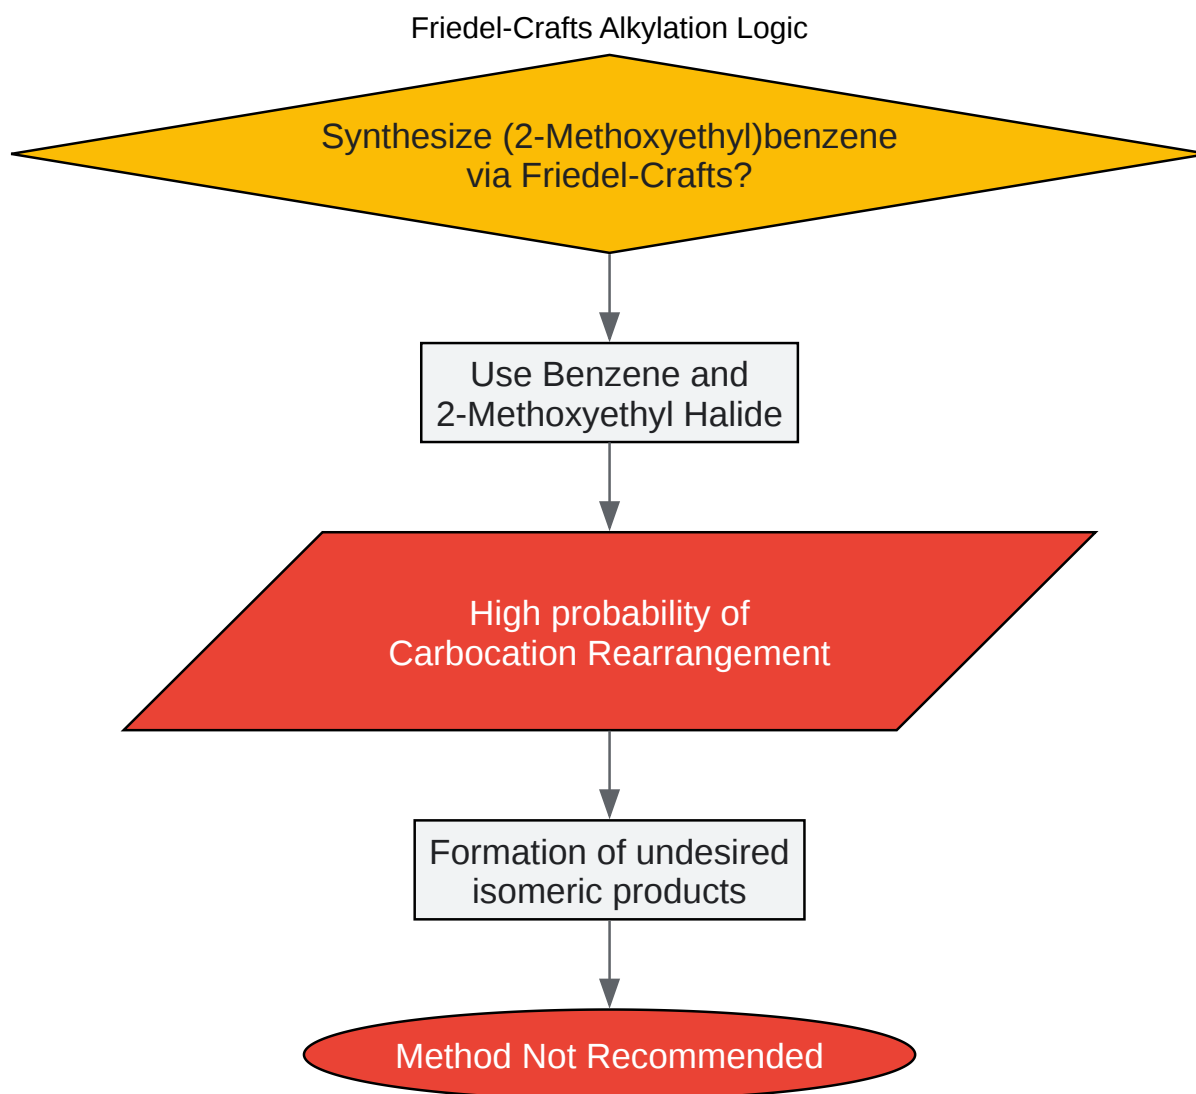 Friedel-Crafts Alkylation Logic
Synthesize (2-Methoxyethyl)benzene
via Friedel-Crafts?
Use Benzene and
2-Methoxyethyl Halide
High probability of
Carbocation Rearrangement
Formation of undesired
isomeric products
Method Not Recommended